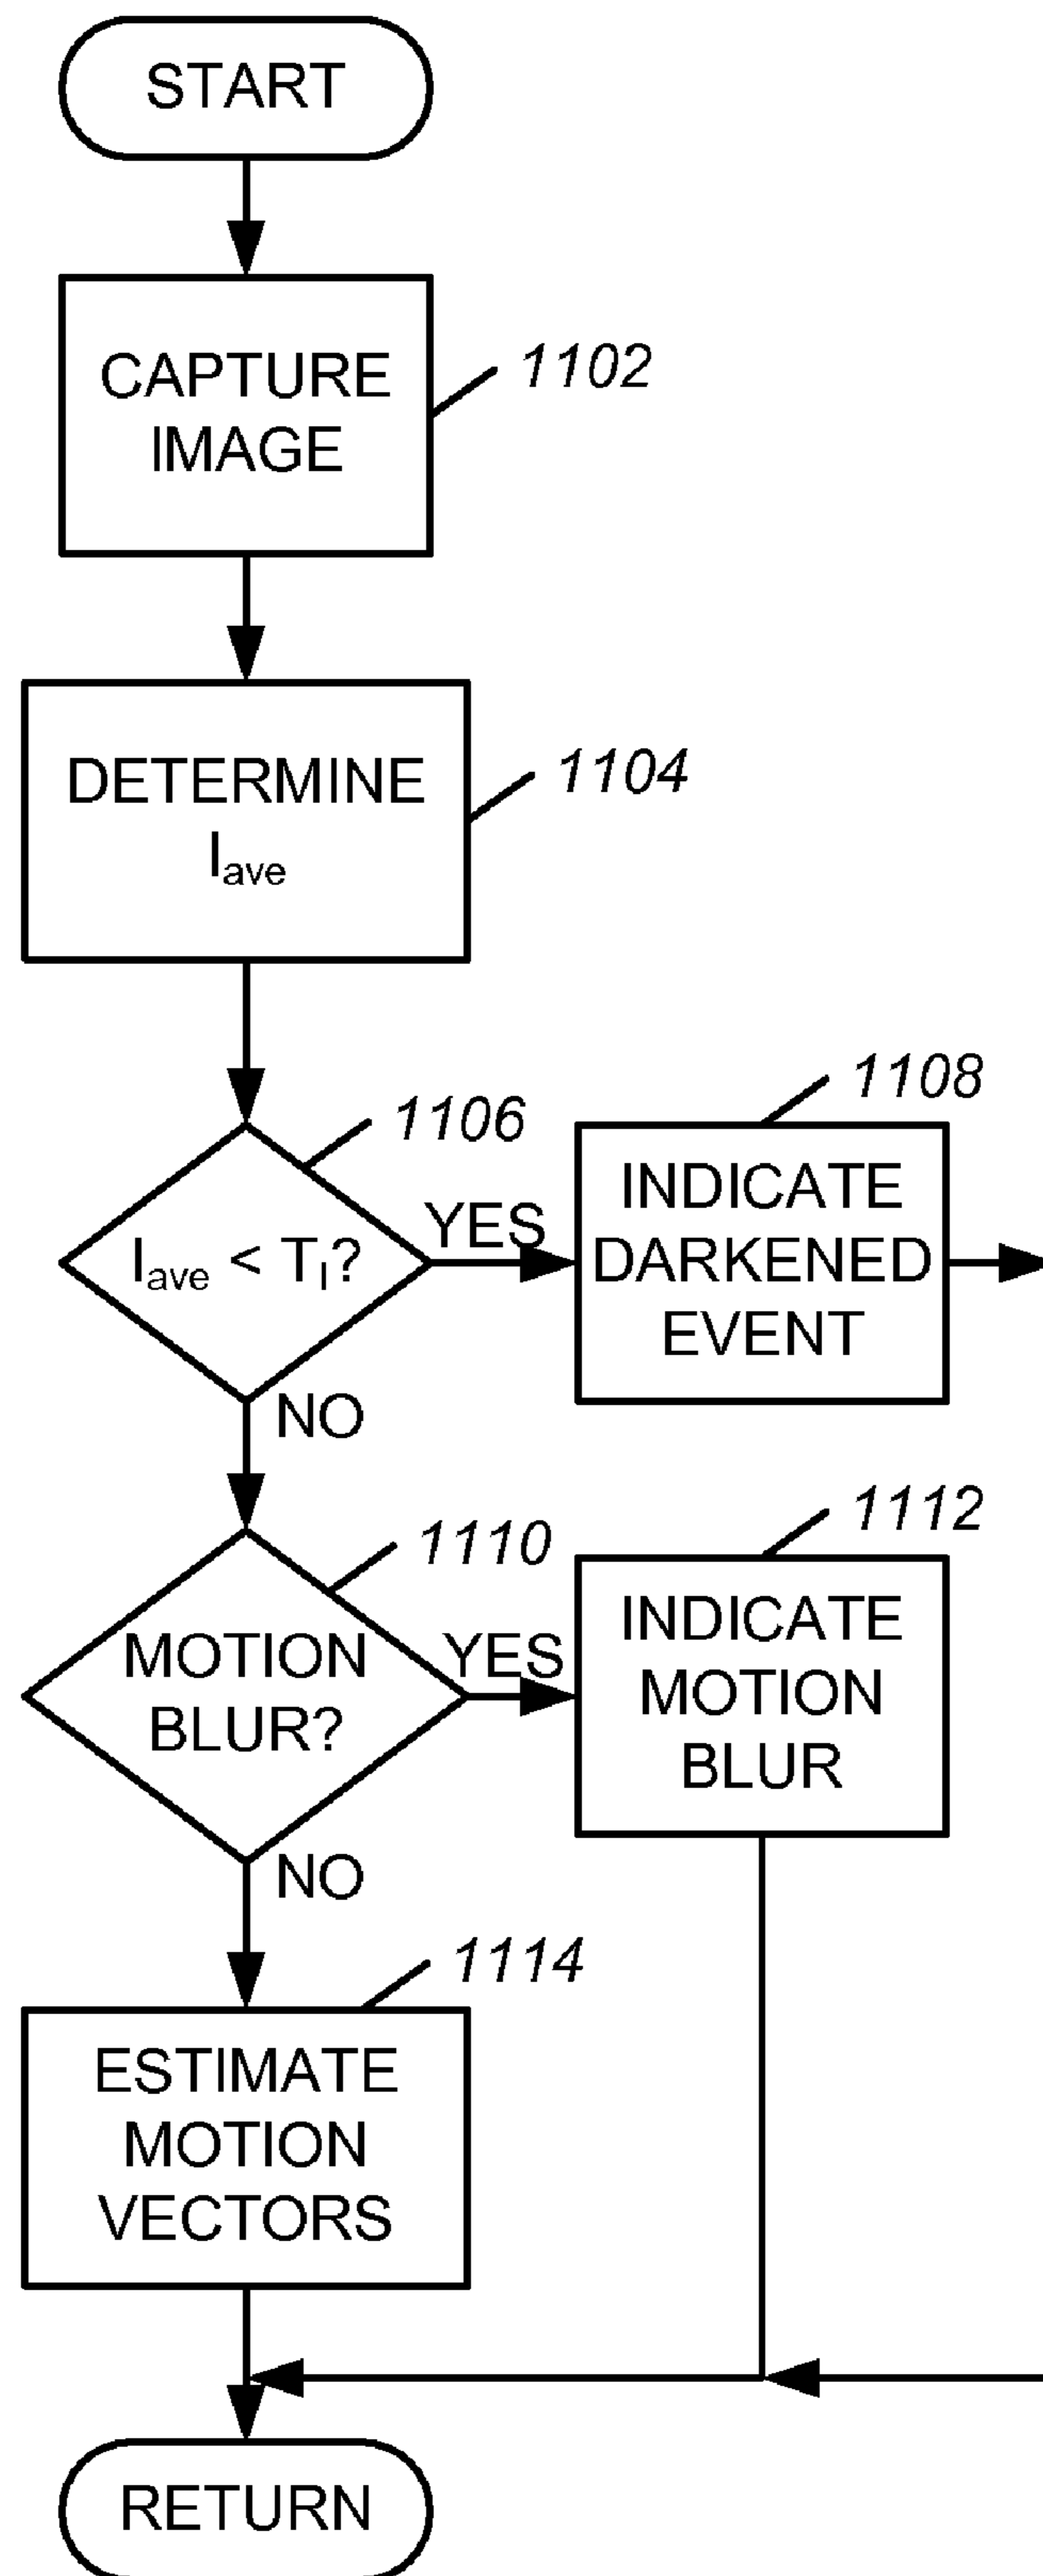 START
CAPTURE
IMAGE
1102
DETERMINE
Iave
1104
1106
Iave < TI?
YES
1108
INDICATE
DARKENED
EVENT
NO
1110
MOTION
BLUR?
YES
1112
INDICATE
MOTION
BLUR
NO
1114
ESTIMATE
MOTION
VECTORS
RETURN